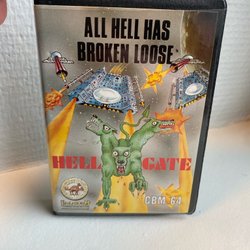 ALL HELL HAS
BROKEN LOOSE
HELL GATE
CBM 64